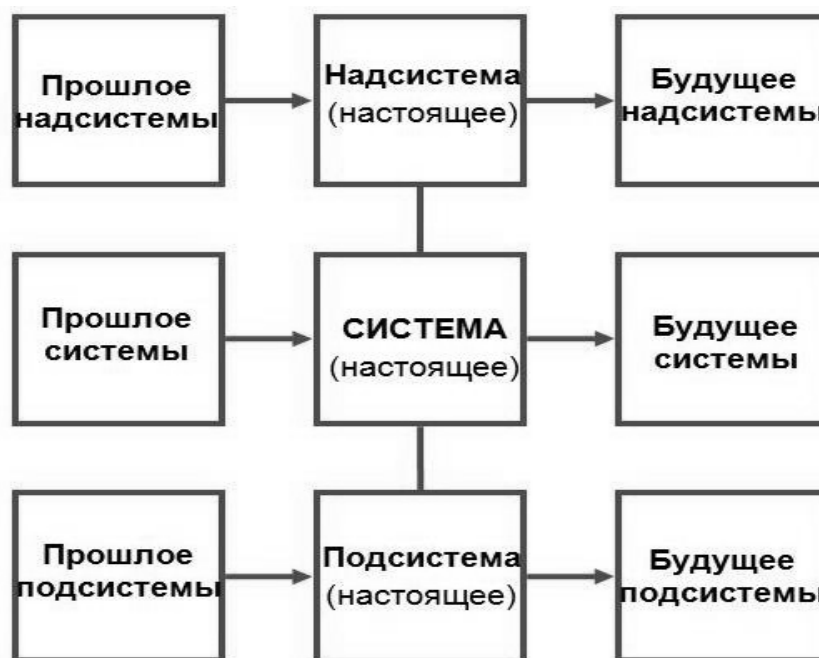 Прошлое
надсистемы
Надсистема
(настоящее)
Будущее
надсистемы
Прошлое
системы
СИСТЕМА
(настоящее)
Будущее
системы
Прошлое
подсистемы
Подсистема
(настоящее)
Будущее
подсистемы